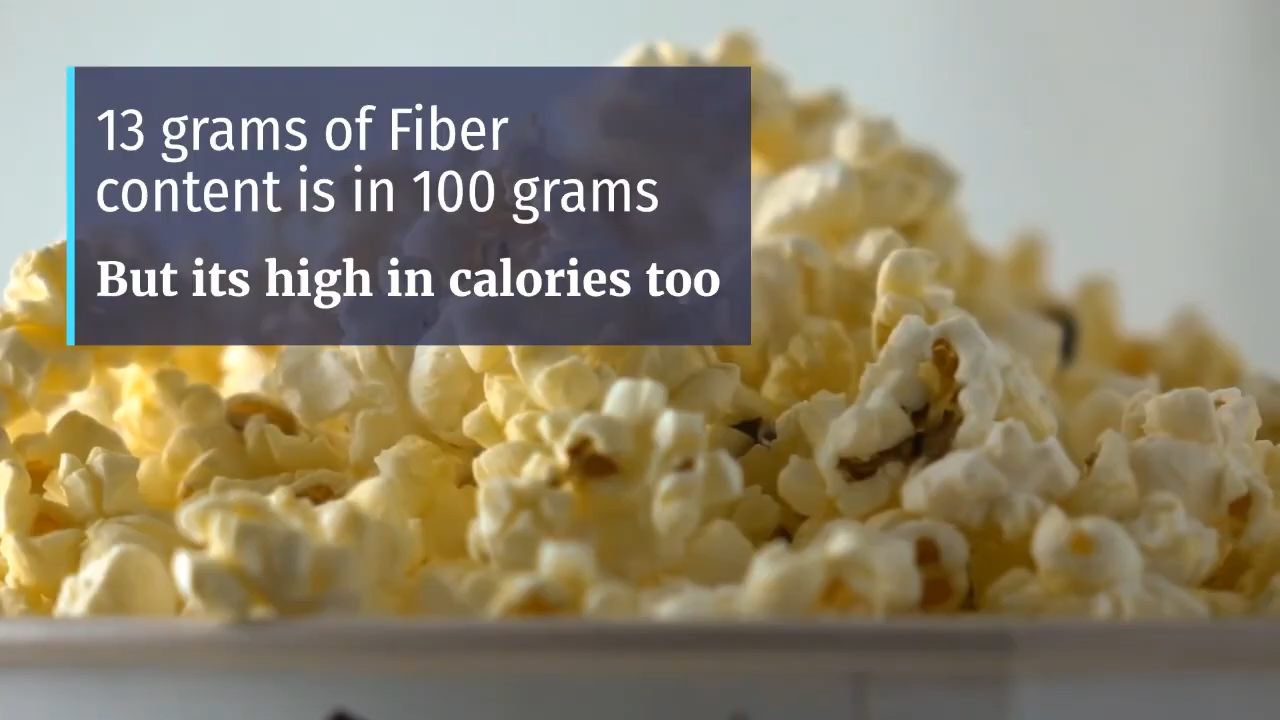 13 grams of Fiber
content is in 100 grams
But its high in calories too